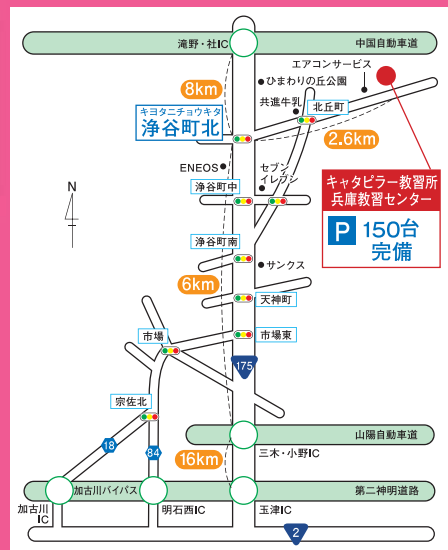 滝野・社IC
中国自動車道
エアコンサービス
8km
ひまわりの丘公園
共進牛乳
北丘町
キヨタニチョウキタ
浄谷町北
2.6km
ENEOS
セブン
イレブン
キャタピラー教習所
兵庫教習センター
P 150台
完備
浄谷町中
N
浄谷町南
サンクス
6km
天神町
市場
市場東
175
宗佐北
18
84
山陽自動車道
三木・小野IC
16km
加古川バイパス
第二神明道路
加古川
IC
明石西IC
玉津IC
2